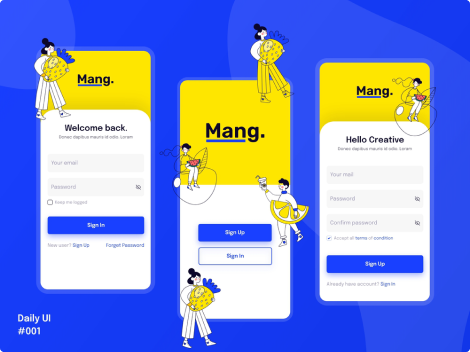 Mang.
Welcome back.
Donec dapibus mauris id odio. Lorem
Your email
Password
Keep me logged
Sign In
New user? Sign Up
Forget Password
Mang.
Sign Up
Sign In
Mang.
Hello Creative
Donec dapibus mauris id odio. Lorem
Your mail
Password
Confirm password
Accept all terms of condition
Sign Up
Already have account? Sign In
Daily UI
#001